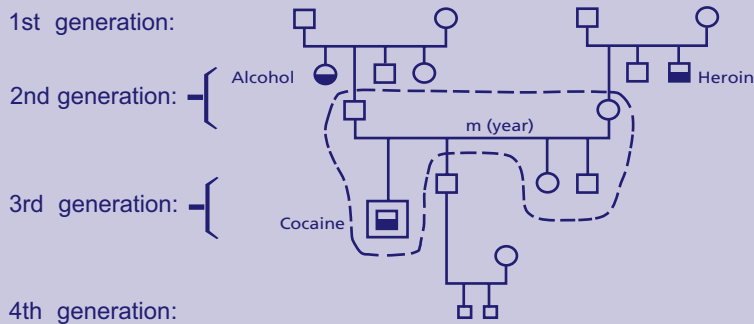 1st generation:
Alcohol
Heroin
2nd generation:
m (year)
3rd generation:
Cocaine
4th generation: